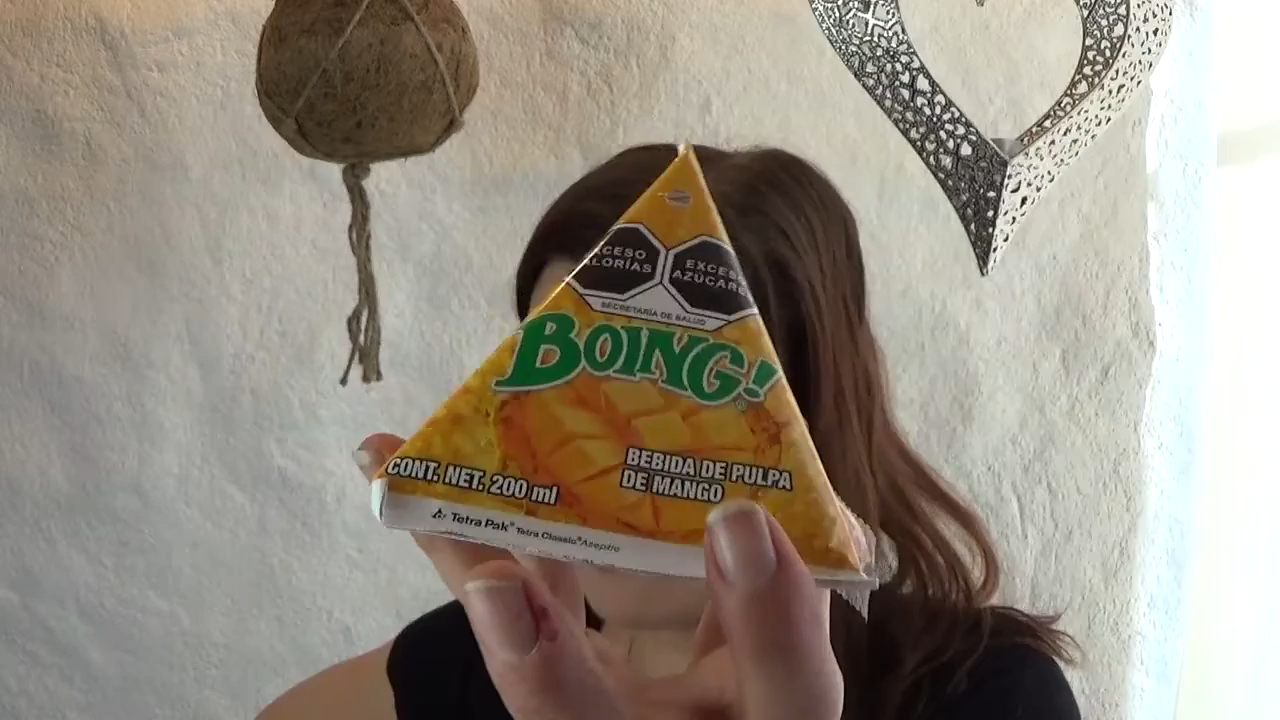 EXCESO
CALORÍAS
EXCESO
AZÚCARES
SECRETARÍA DE SALUD
BOING!
CONT. NET. 200 ml
BEBIDA DE PULPA
DE MANGO
Tetra Pak® Tetra Classic® Aseptic